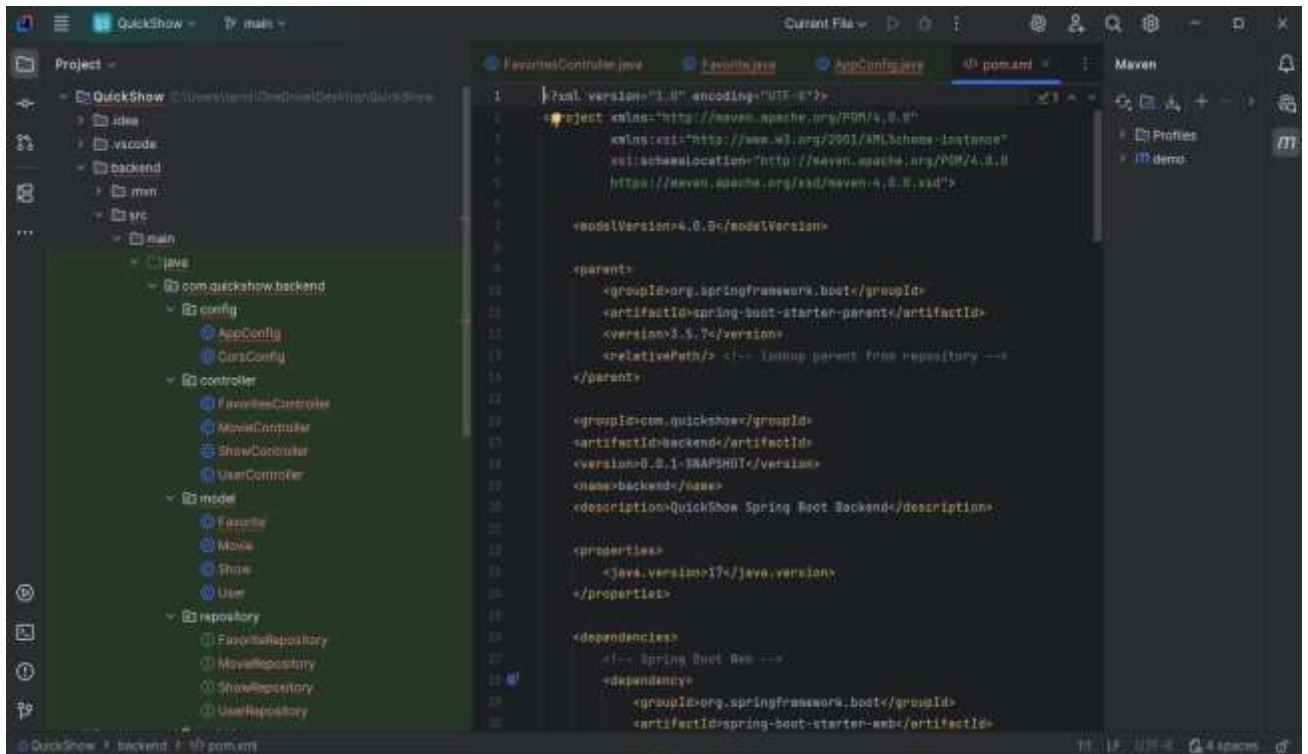 QuickShow
main
Current File
Project
FavoritesController.java
Favorite.java
AppConfig.java
pom.xml
Maven
QuickShow
.idea
.vscode
backend
.mvn
src
main
java
com.quickshow.backend
config
AppConfig
CorsConfig
controller
FavoritesController
MovieController
ShowController
UserController
model
Favorite
Movie
Show
User
repository
FavoriteRepository
MovieRepository
ShowRepository
UserRepository
1
<?xml version="1.0" encoding="UTF-8"?>
<project xmlns="http://maven.apache.org/POM/4.0.0"
xmlns:xsi="http://www.w3.org/2001/XMLSchema-instance"
xsi:schemaLocation="http://maven.apache.org/POM/4.0.0
https://maven.apache.org/xsd/maven-4.0.0.xsd">
<modelVersion>4.0.0</modelVersion>
<parent>
<groupId>org.springframework.boot</groupId>
<artifactId>spring-boot-starter-parent</artifactId>
<version>3.5.7</version>
<relativePath/> <!-- lookup parent from repository -->
</parent>
<groupId>com.quickshow</groupId>
<artifactId>backend</artifactId>
<version>0.0.1-SNAPSHOT</version>
<name>backend</name>
<description>QuickShow Spring Boot Backend</description>
<properties>
<java.version>17</java.version>
</properties>
<dependencies>
<!-- Spring Boot Web -->
<dependency>
<groupId>org.springframework.boot</groupId>
<artifactId>spring-boot-starter-web</artifactId>
Profiles
demo
QuickShow
backend
pom.xml
1:1
LF
UTF-8
4 spaces